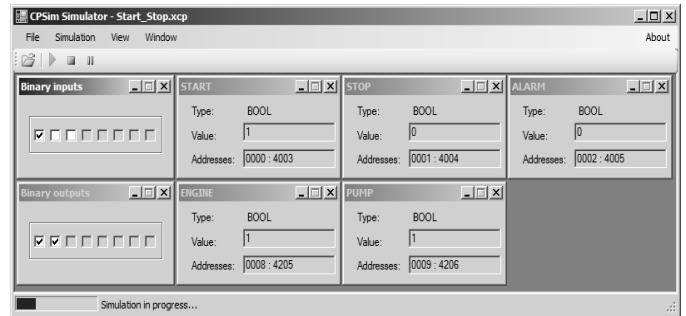 CPSim Simulator - Start_Stop.xcp
File Simulation View Window About
Binary inputs
START
Type: BOOL
Value: 1
Addresses: 0000 : 4003
STOP
Type: BOOL
Value: 0
Addresses: 0001 : 4004
ALARM
Type: BOOL
Value: 0
Addresses: 0002 : 4005
Binary outputs
ENGINE
Type: BOOL
Value: 1
Addresses: 0008 : 4205
PUMP
Type: BOOL
Value: 1
Addresses: 0009 : 4206
Simulation in progress...